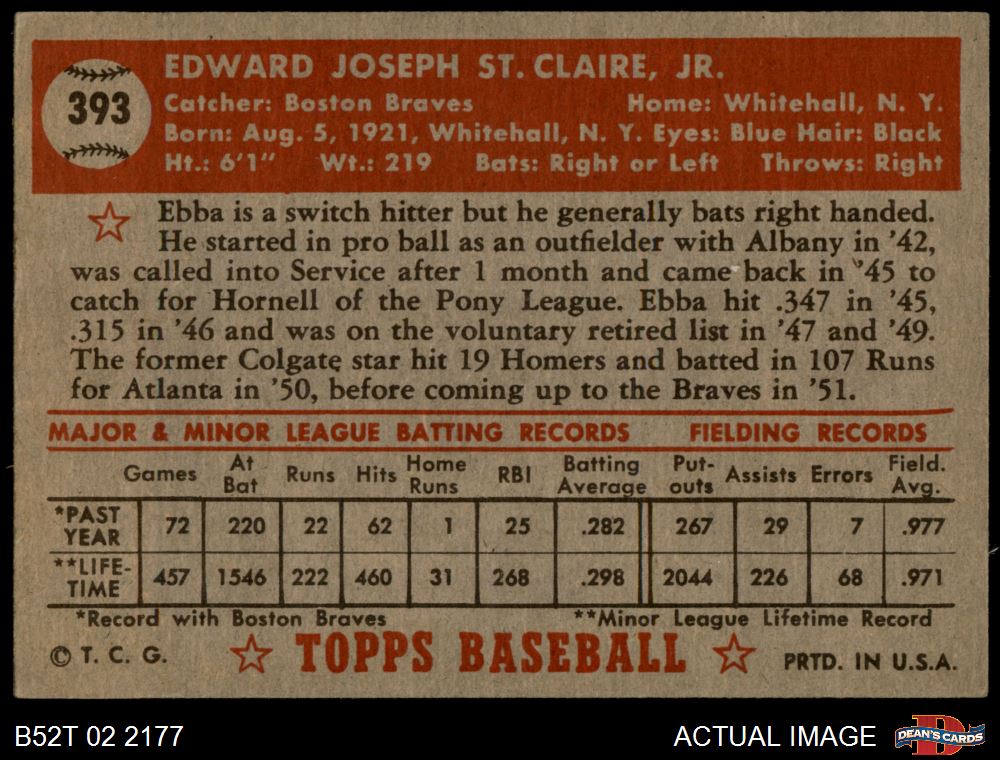 393
EDWARD JOSEPH ST. CLAIRE, JR.
Catcher: Boston Braves Home: Whitehall, N. Y.
Born: Aug. 5, 1921, Whitehall, N. Y. Eyes: Blue Hair: Black
Ht.: 6'1" Wt.: 219 Bats: Right or Left Throws: Right
Ebba is a switch hitter but he generally bats right handed.
He started in pro ball as an outfielder with Albany in '42,
was called into Service after 1 month and came back in '45 to
catch for Hornell of the Pony League. Ebba hit .347 in '45,
.315 in '46 and was on the voluntary retired list in '47 and '49.
The former Colgate star hit 19 Homers and batted in 107 Runs
for Atlanta in '50, before coming up to the Braves in '51.
MAJOR & MINOR LEAGUE BATTING RECORDS FIELDING RECORDS
Games At Bat Runs Hits Home Runs RBI Batting Average Put-outs Assists Errors Field. Avg.
*PAST YEAR 72 220 22 62 1 25 .282 267 29 7 .977
**LIFE-TIME 457 1546 222 460 31 268 .298 2044 226 68 .971
*Record with Boston Braves **Minor League Lifetime Record
© T. C. G. TOPPS BASEBALL PRTD. IN U.S.A.
B52T 02 2177 ACTUAL IMAGE D DEAN'S CARDS